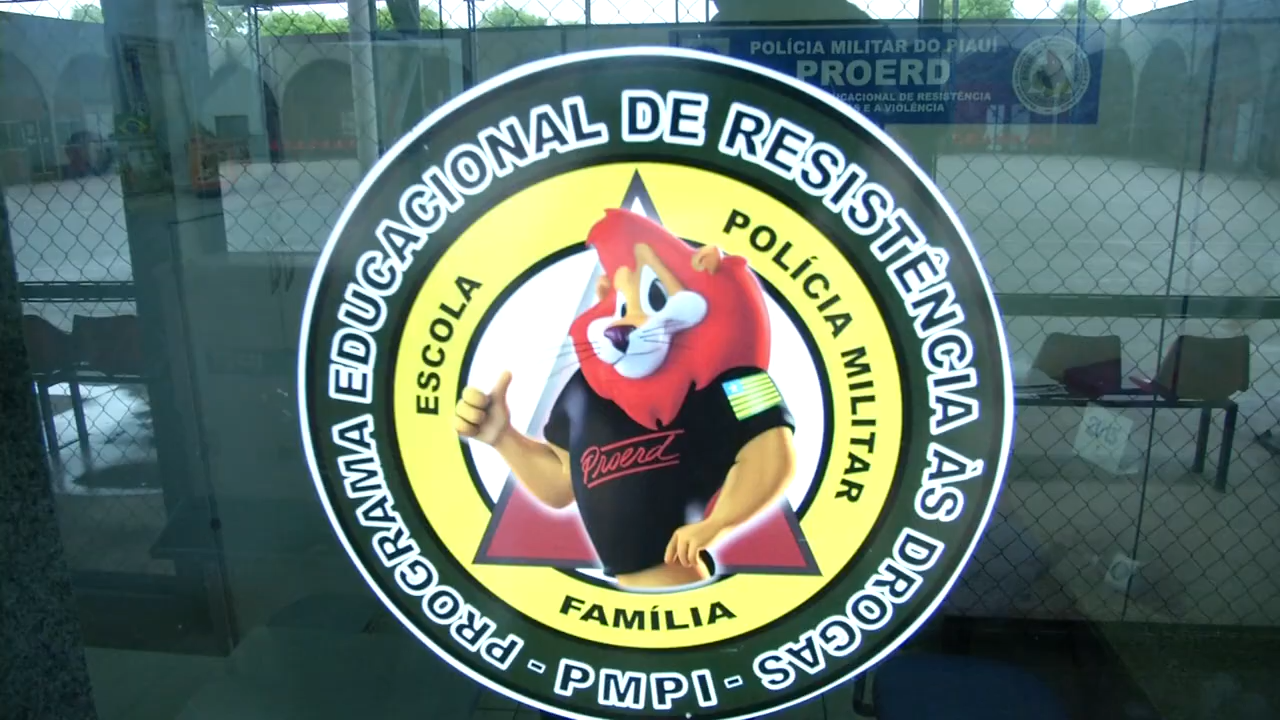 POLÍCIA MILITAR DO PIAUÍ
PROERD
UCACIONAL DE RESISTÊNCIA
S E A VIOLÊNCIA
PROGRAMA EDUCACIONAL DE RESISTÊNCIA ÀS DROGAS - PMPI -
ESCOLA
POLÍCIA MILITAR
FAMÍLIA
Proerd